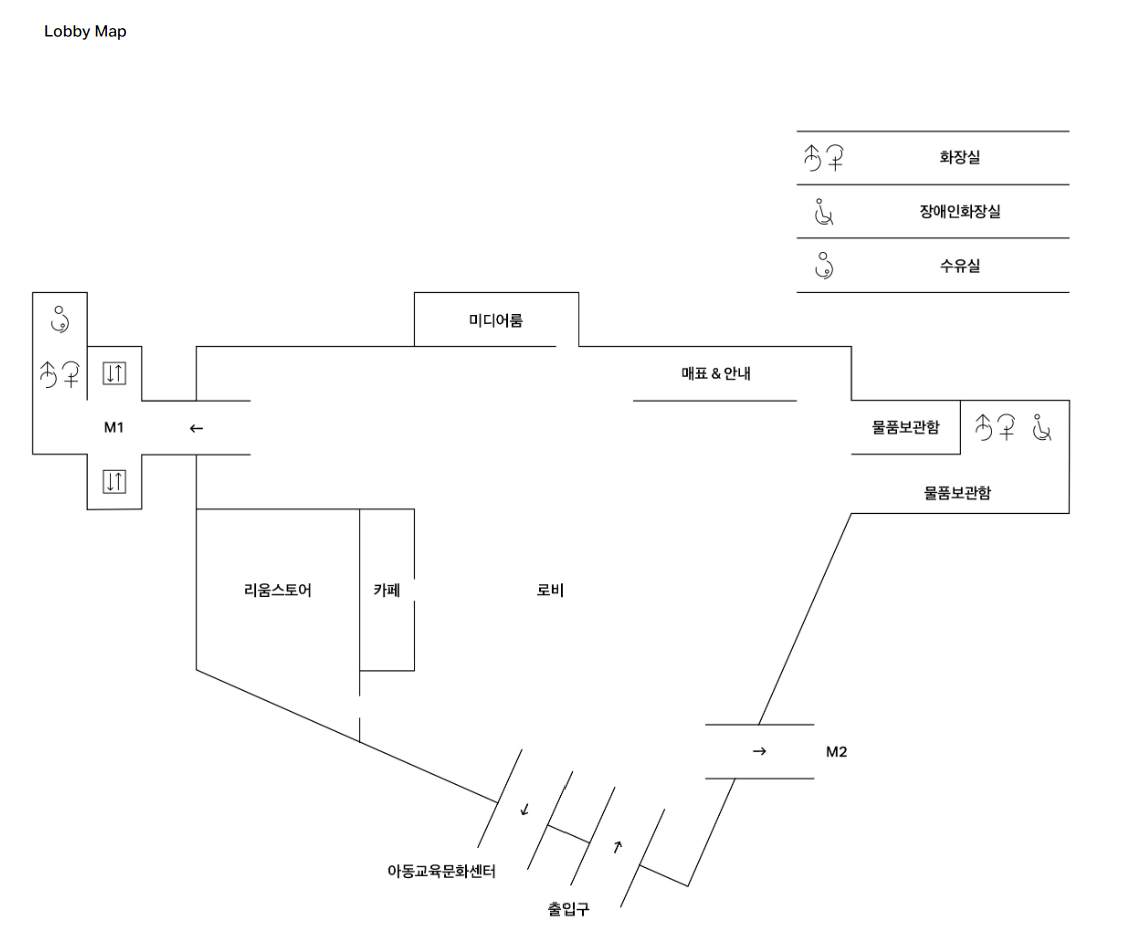 Lobby Map
화장실
장애인화장실
수유실
미디어룸
매표 & 안내
M1
←
물품보관함
물품보관함
리움스토어
카페
로비
→
M2
↓
↑
아동교육문화센터
출입구